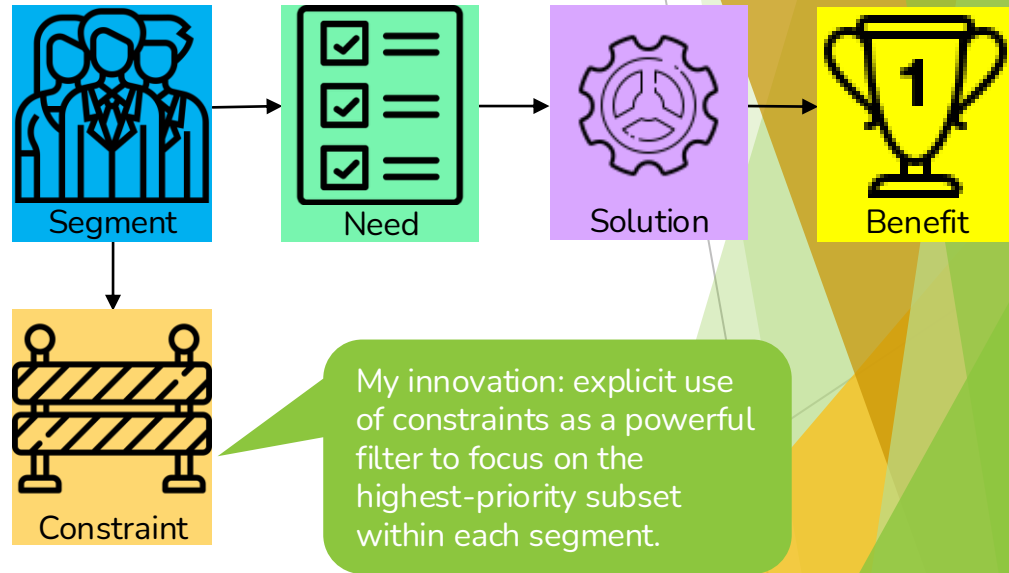 1
Segment
Need
Solution
Benefit
Constraint
My innovation: explicit use
of constraints as a powerful
filter to focus on the
highest-priority subset
within each segment.